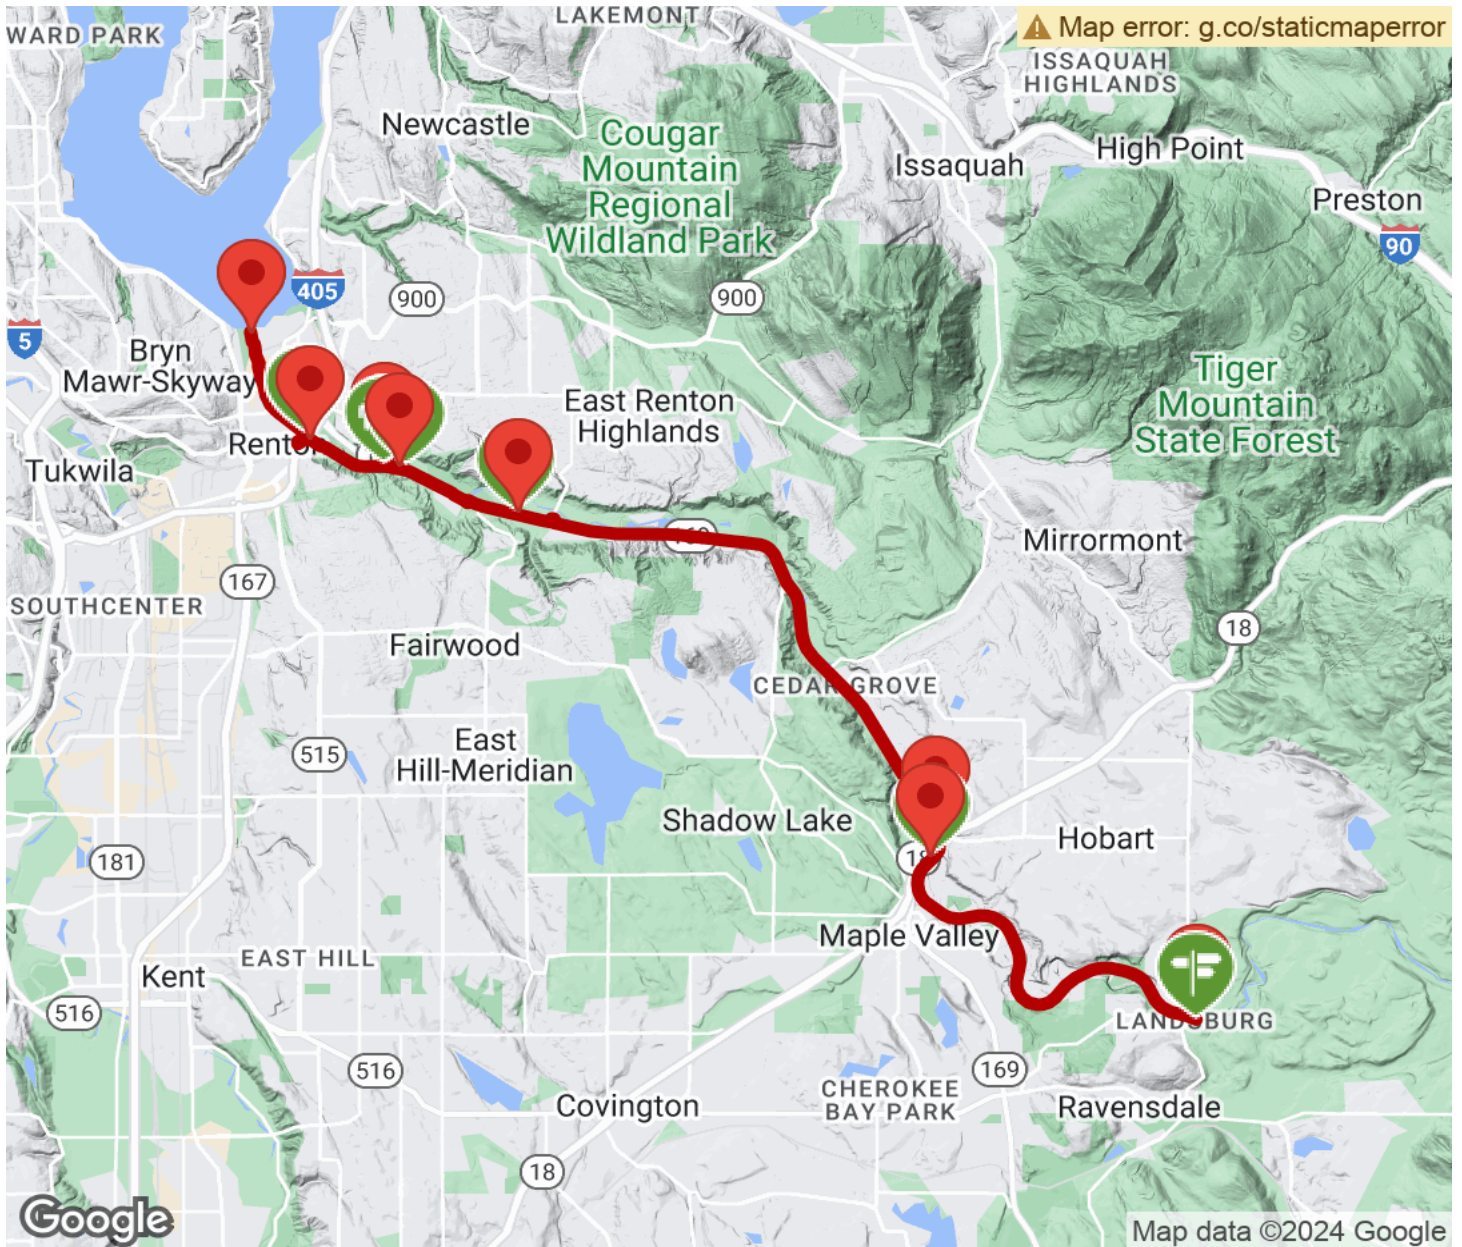 LAKEMONT
WARD PARK
Map error: g.co/staticmaperror
ISSAQUAH
HIGHLANDS
Newcastle
Cougar
Mountain
Regional
Wildland Park
High Point
Issaquah
Preston
90
405
900
900
5
Bryn
Mawr-Skyway
Tiger
Mountain
State Forest
East Renton
Highlands
Rento
Tukwila
Mirrormont
167
SOUTHCENTER
18
Fairwood
CEDAR GROVE
515
East
Hill-Meridian
Shadow Lake
Hobart
181
18
Maple Valley
EAST HILL
Kent
516
LANDSBURG
516
169
CHEROKEE
BAY PARK
Covington
Ravensdale
18
Google
Map data ©2024 Google